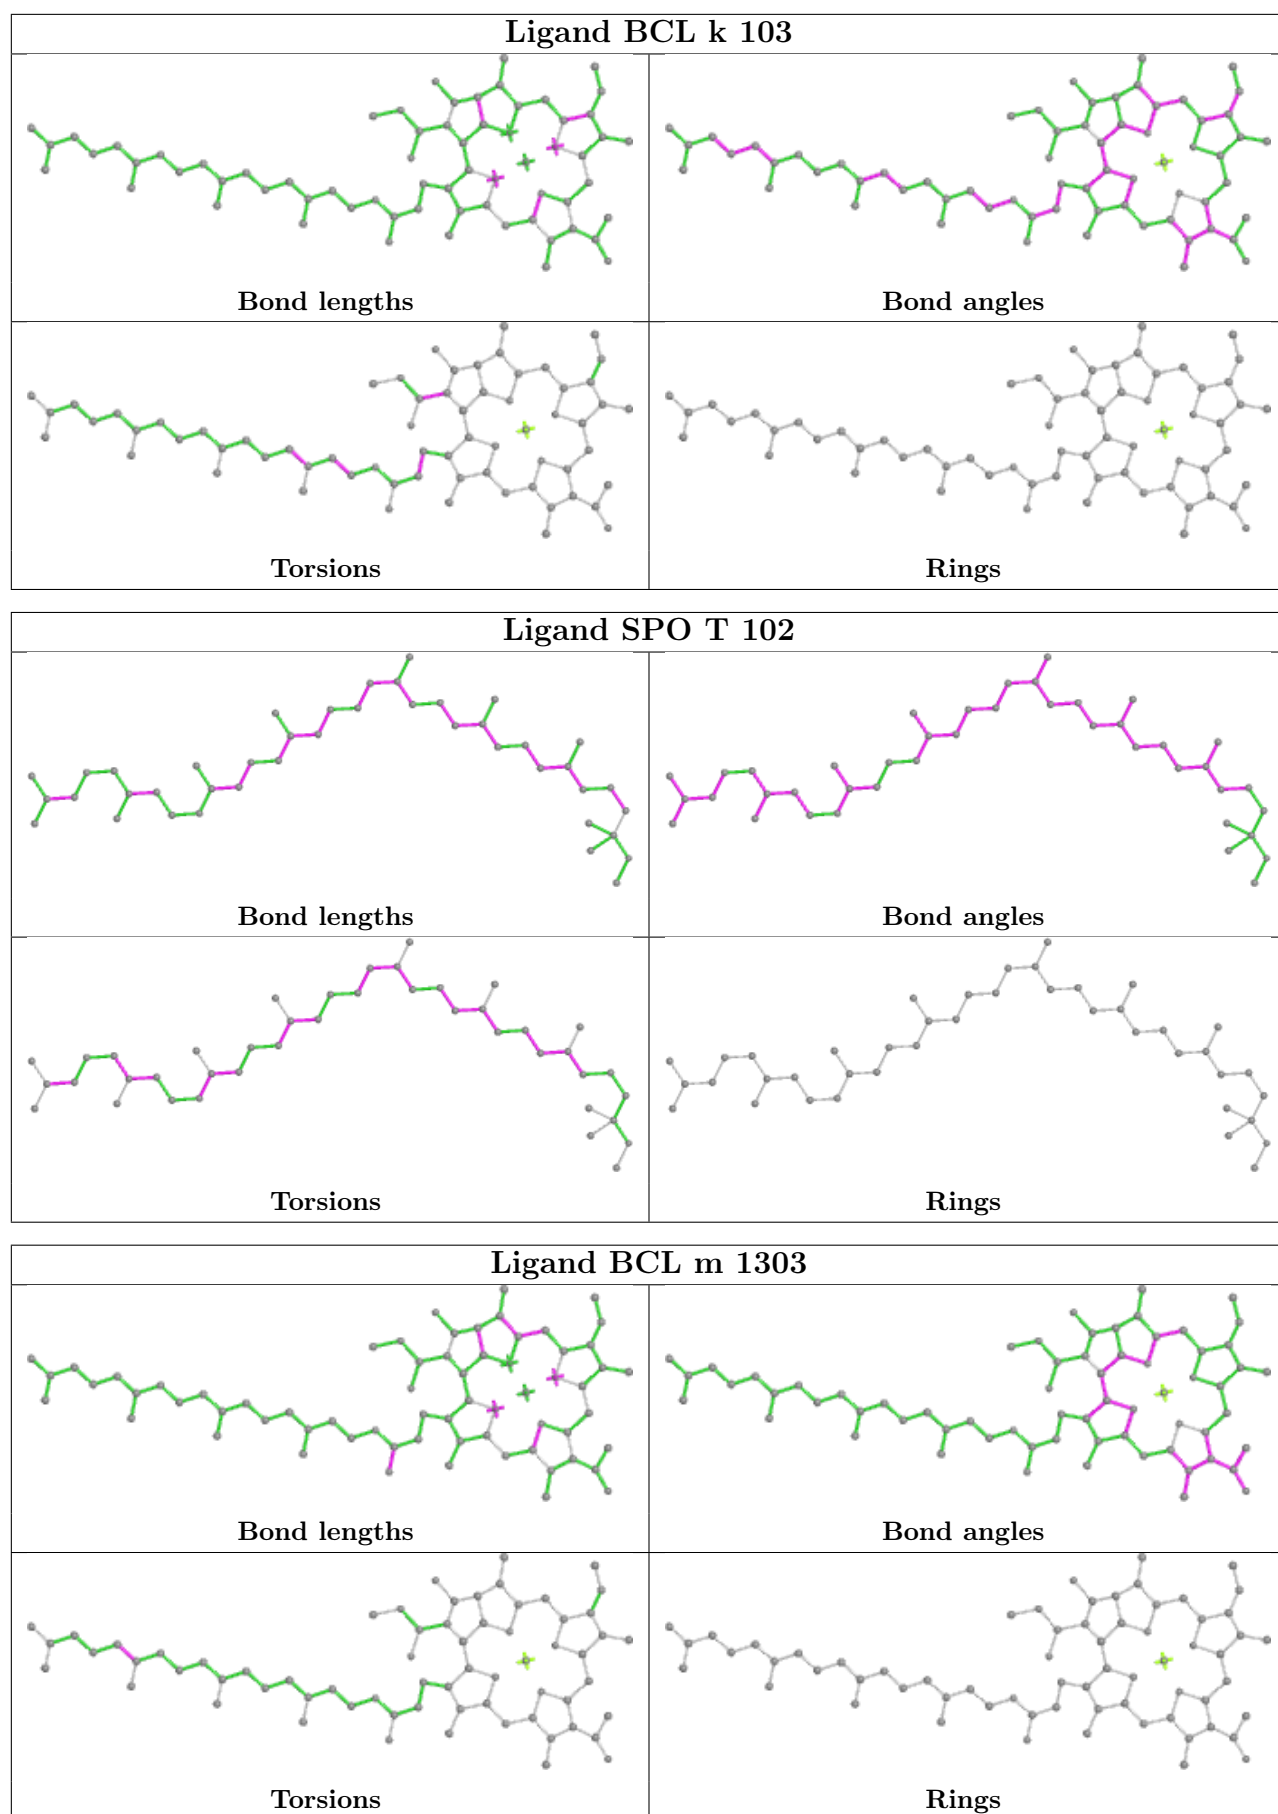 Ligand BCL k 103
Bond lengths
Bond angles
Torsions
Rings
Ligand SPO T 102
Bond lengths
Bond angles
Torsions
Rings
Ligand BCL m 1303
Bond lengths
Bond angles
Torsions
Rings